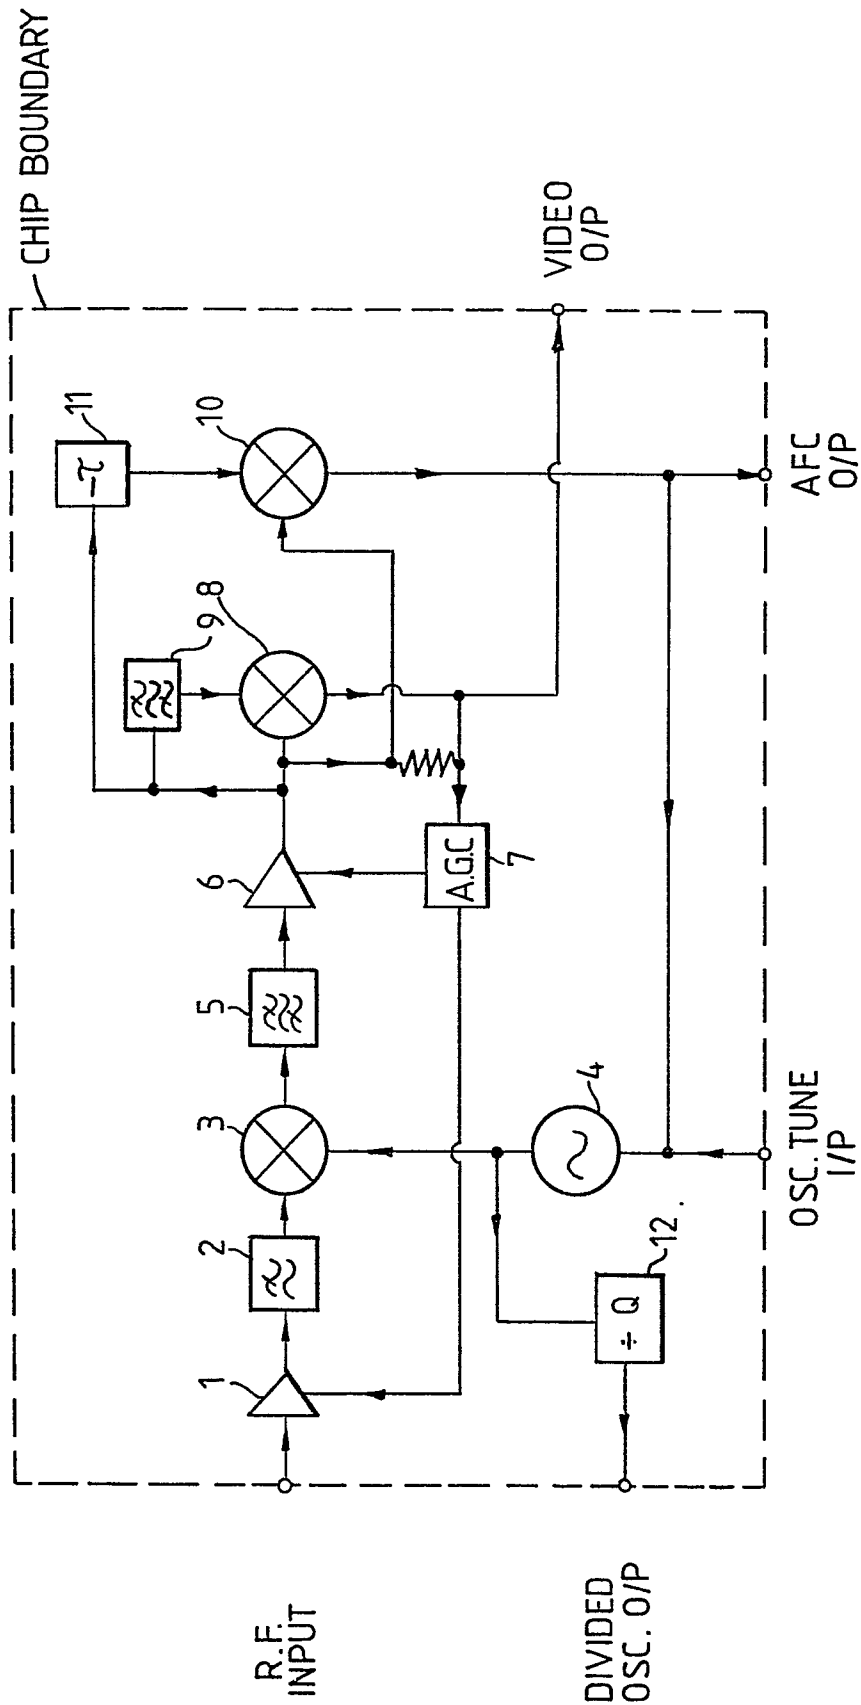 CHIP BOUNDARY
11
-τ
10
9
8
6
5
3
2
1
A.G.C
7
4
12.
÷ Q
R.F.
INPUT
DIVIDED
OSC. O/P
OSC. TUNE
I/P
AFC
O/P
VIDEO
O/P